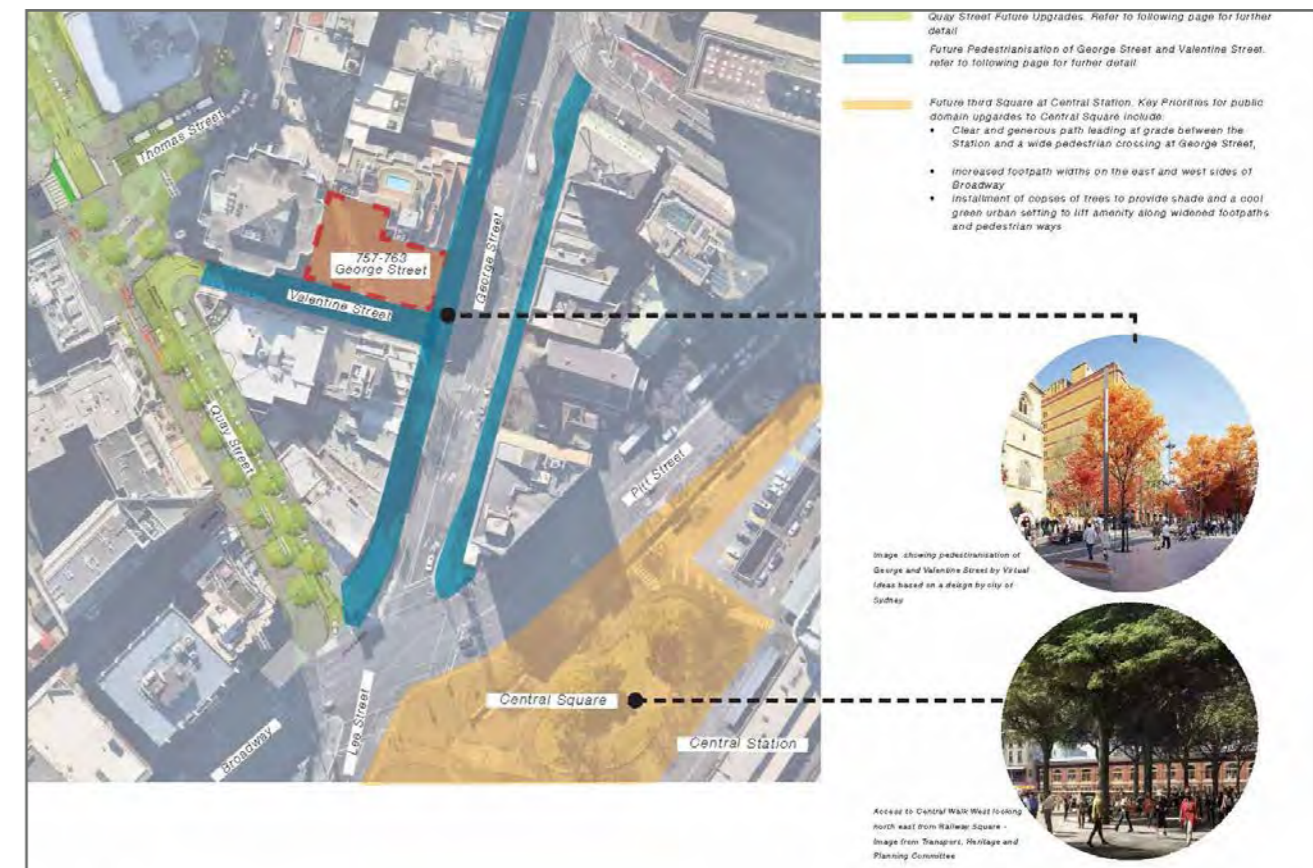 Quay Street Future Upgrades. Refer to following page for further
detail
Future Pedestrianisation of George Street and Valentine Street.
refer to following page for furher detail
Future third Square at Central Station. Key Priorities for public
domain upgardes to Central Square include:
• Clear and generous path leading at grade between the
Station and a wide pedestrian crossing at George Street,
• increased footpath widths on the east and west sides of
Broadway
• Installment of copses of trees to provide shade and a cool
green urban setting to lift amenity along widened footpaths
and pedestrian ways
Thomas Street
757-763
George Street
George Street
Valentine Street
Quay Street
Pitt Street
Central Square
Lee Street
Broadway
Central Station
Image showing pedestiranisation of
George and Valentine Street by Virtual
Ideas based on a deisgn by city of
Sydney
Access to Central Walk West looking
north east from Railway Square -
Image from Transport, Heritage and
Planning Committee